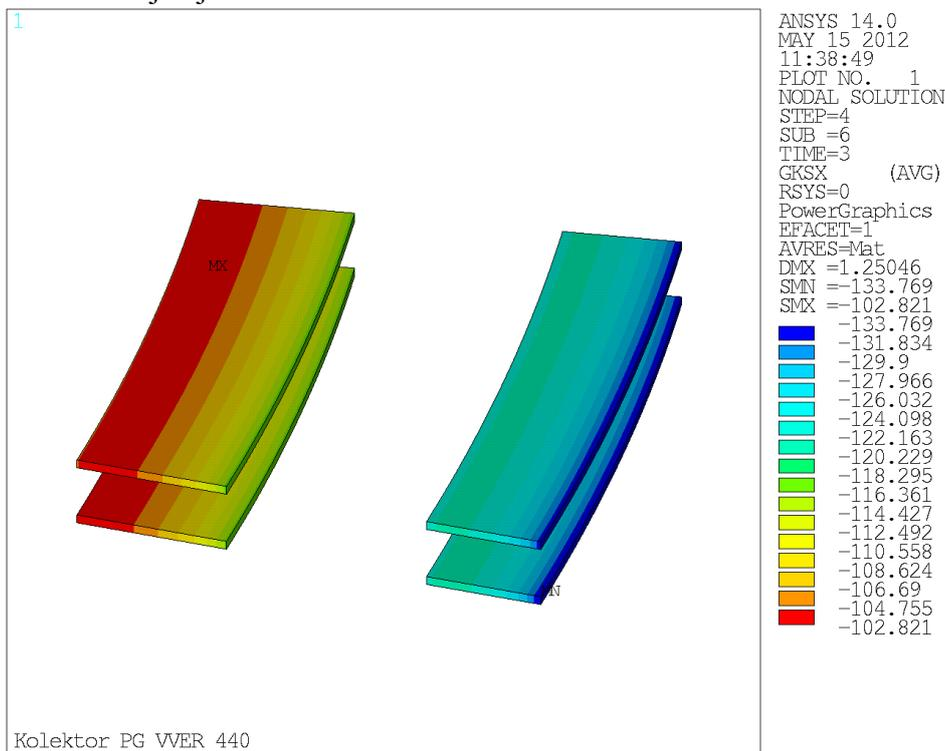 1
ANSYS 14.0
MAY 15 2012
11:38:49
PLOT NO.   1
NODAL SOLUTION
STEP=4
SUB =6
TIME=3
GKSX     (AVG)
RSYS=0
PowerGraphics
EFACET=1
AVRES=Mat
DMX =1.25046
SMN =-133.769
SMX =-102.821
-133.769
-131.834
-129.9
-127.966
-126.032
-124.098
-122.163
-120.229
-118.295
-116.361
-114.427
-112.492
-110.558
-108.624
-106.69
-104.755
-102.821
MX
N
Kolektor PG VVER 440